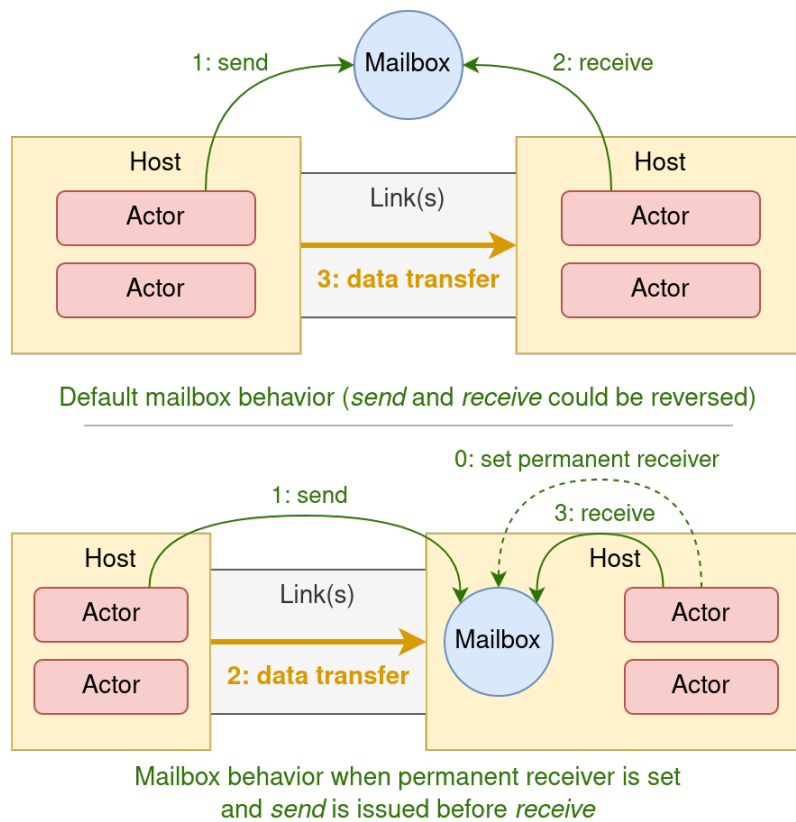 1: send
Mailbox
2: receive
Host
Host
Link(s)
Actor
Actor
3: data transfer
Actor
Actor
Default mailbox behavior (send and receive could be reversed)
0: set permanent receiver
1: send
3: receive
Host
Host
Link(s)
Actor
Actor
Mailbox
2: data transfer
Actor
Actor
Mailbox behavior when permanent receiver is set
and send is issued before receive